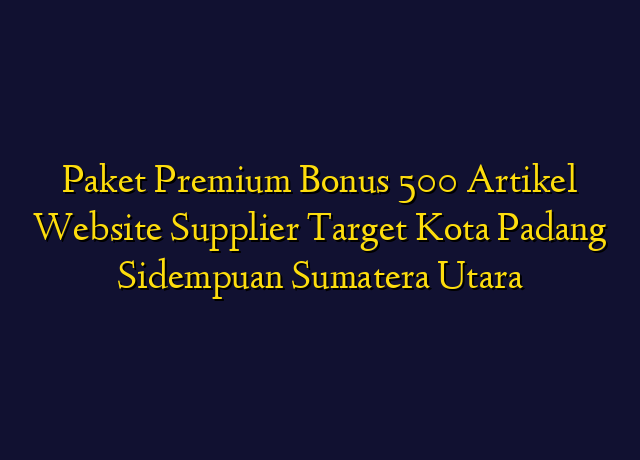 Paket Premium Bonus 500 Artikel
Website Supplier Target Kota Padang
Sidempuan Sumatera Utara